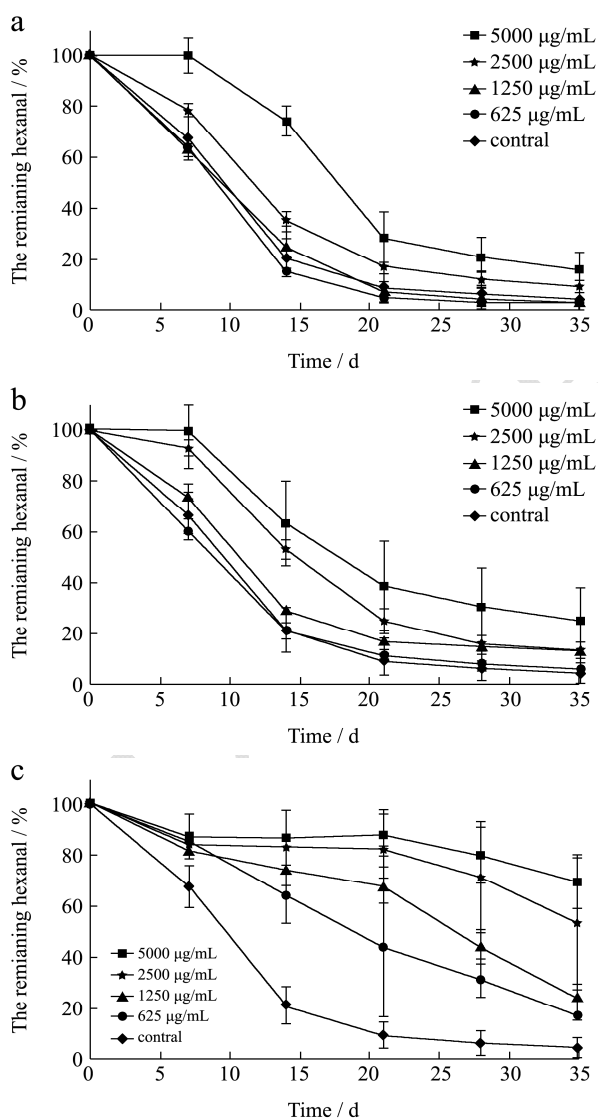 a
The remianing hexanal / %
100
80
60
40
20
0
5000 μg/mL
2500 μg/mL
1250 μg/mL
625 μg/mL
contral
0 5 10 15 20 25 30 35
Time / d
b
The remianing hexanal / %
100
80
60
40
20
0
5000 μg/mL
2500 μg/mL
1250 μg/mL
625 μg/mL
contral
0 5 10 15 20 25 30 35
Time / d
c
The remianing hexanal / %
100
80
60
40
20
0
5000 μg/mL
2500 μg/mL
1250 μg/mL
625 μg/mL
contral
0 5 10 15 20 25 30 35
Time / d